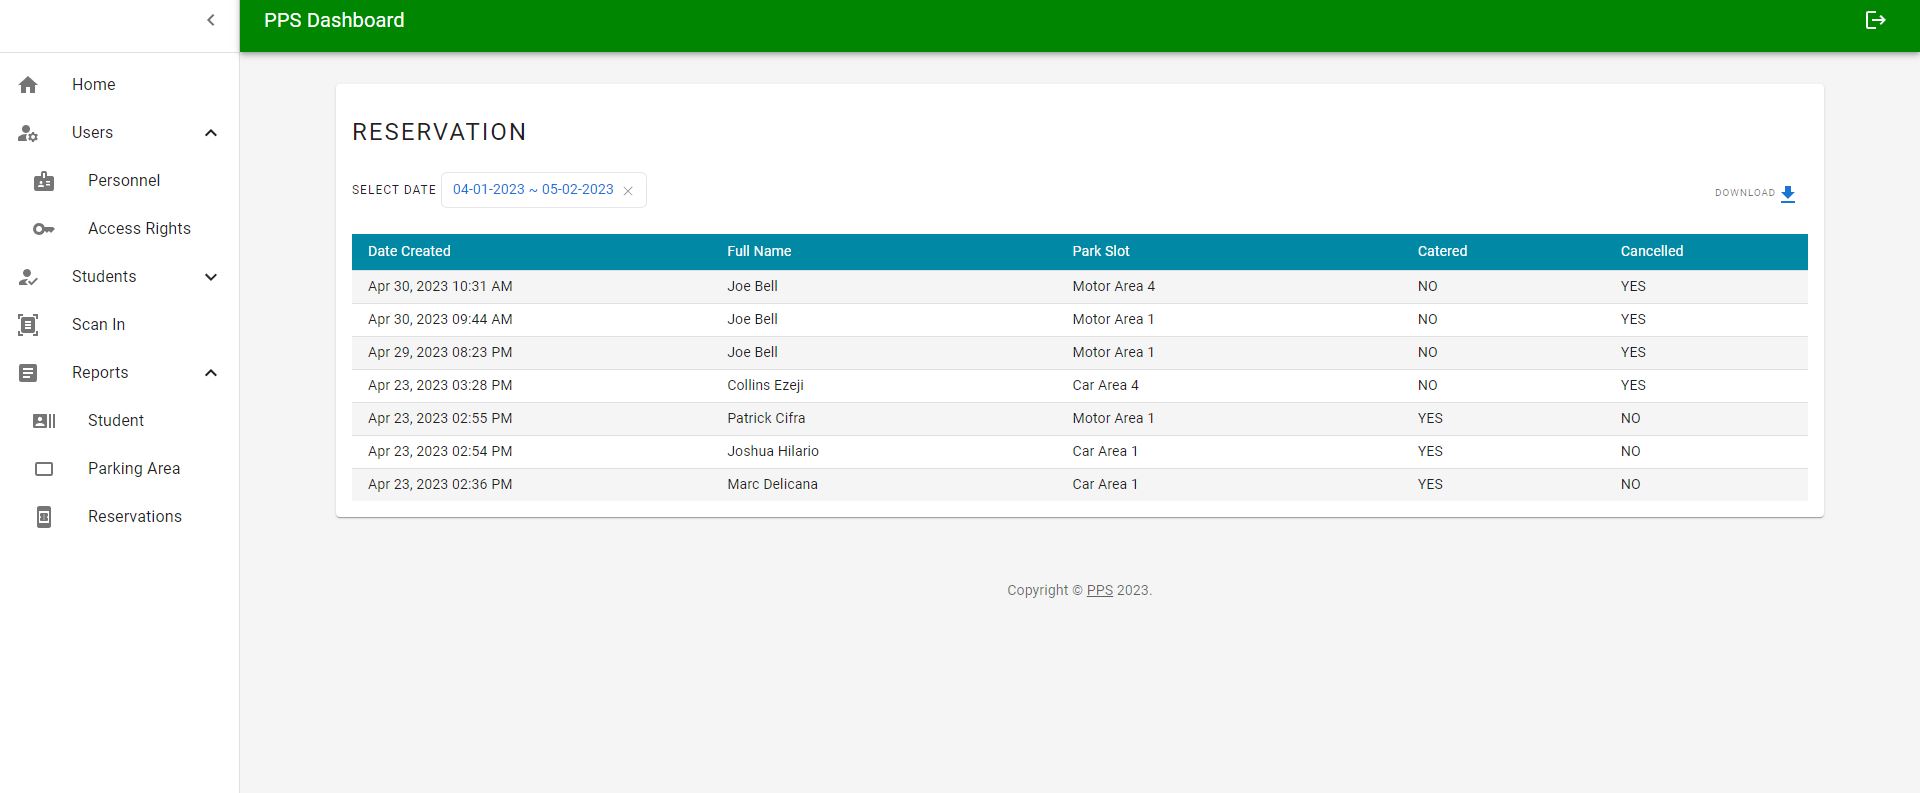 PPS Dashboard
Home
Users
Personnel
Access Rights
Students
Scan In
Reports
Student
Parking Area
Reservations
RESERVATION
SELECT DATE 04-01-2023 ~ 05-02-2023
DOWNLOAD
Date Created Full Name Park Slot Catered Cancelled
Apr 30, 2023 10:31 AM Joe Bell Motor Area 4 NO YES
Apr 30, 2023 09:44 AM Joe Bell Motor Area 1 NO YES
Apr 29, 2023 08:23 PM Joe Bell Motor Area 1 NO YES
Apr 23, 2023 03:28 PM Collins Ezeji Car Area 4 NO YES
Apr 23, 2023 02:55 PM Patrick Cifra Motor Area 1 YES NO
Apr 23, 2023 02:54 PM Joshua Hilario Car Area 1 YES NO
Apr 23, 2023 02:36 PM Marc Delicana Car Area 1 YES NO
Copyright © PPS 2023.